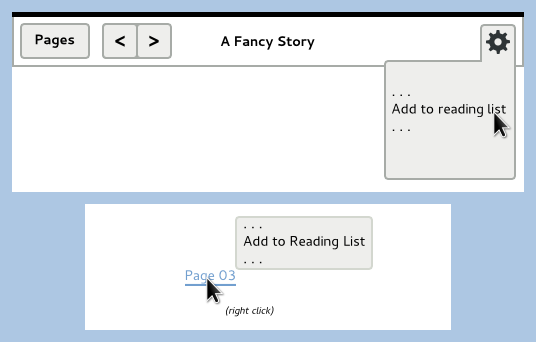 Pages < > A Fancy Story
. . .
Add to reading list
. . .
. . .
Add to Reading List
. . .
Page 03
(right click)